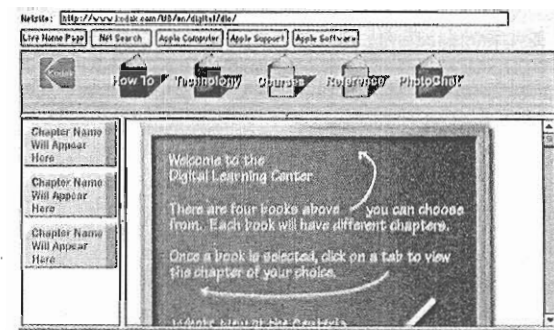 Netsite: http://www.kodak.com/US/en/digital/dlc/
Live Home Page Net Search Apple Computer Apple Support Apple Software
Kodak
How To Technology Courses Reference PhotoChat
Chapter Name
Will Appear
Here
Chapter Name
Will Appear
Here
Chapter Name
Will Appear
Here
Welcome to the
Digital Learning Center
There are four books above you can choose
from. Each book will have different chapters.
Once a book is selected, click on a tab to view
the chapter of your choice.